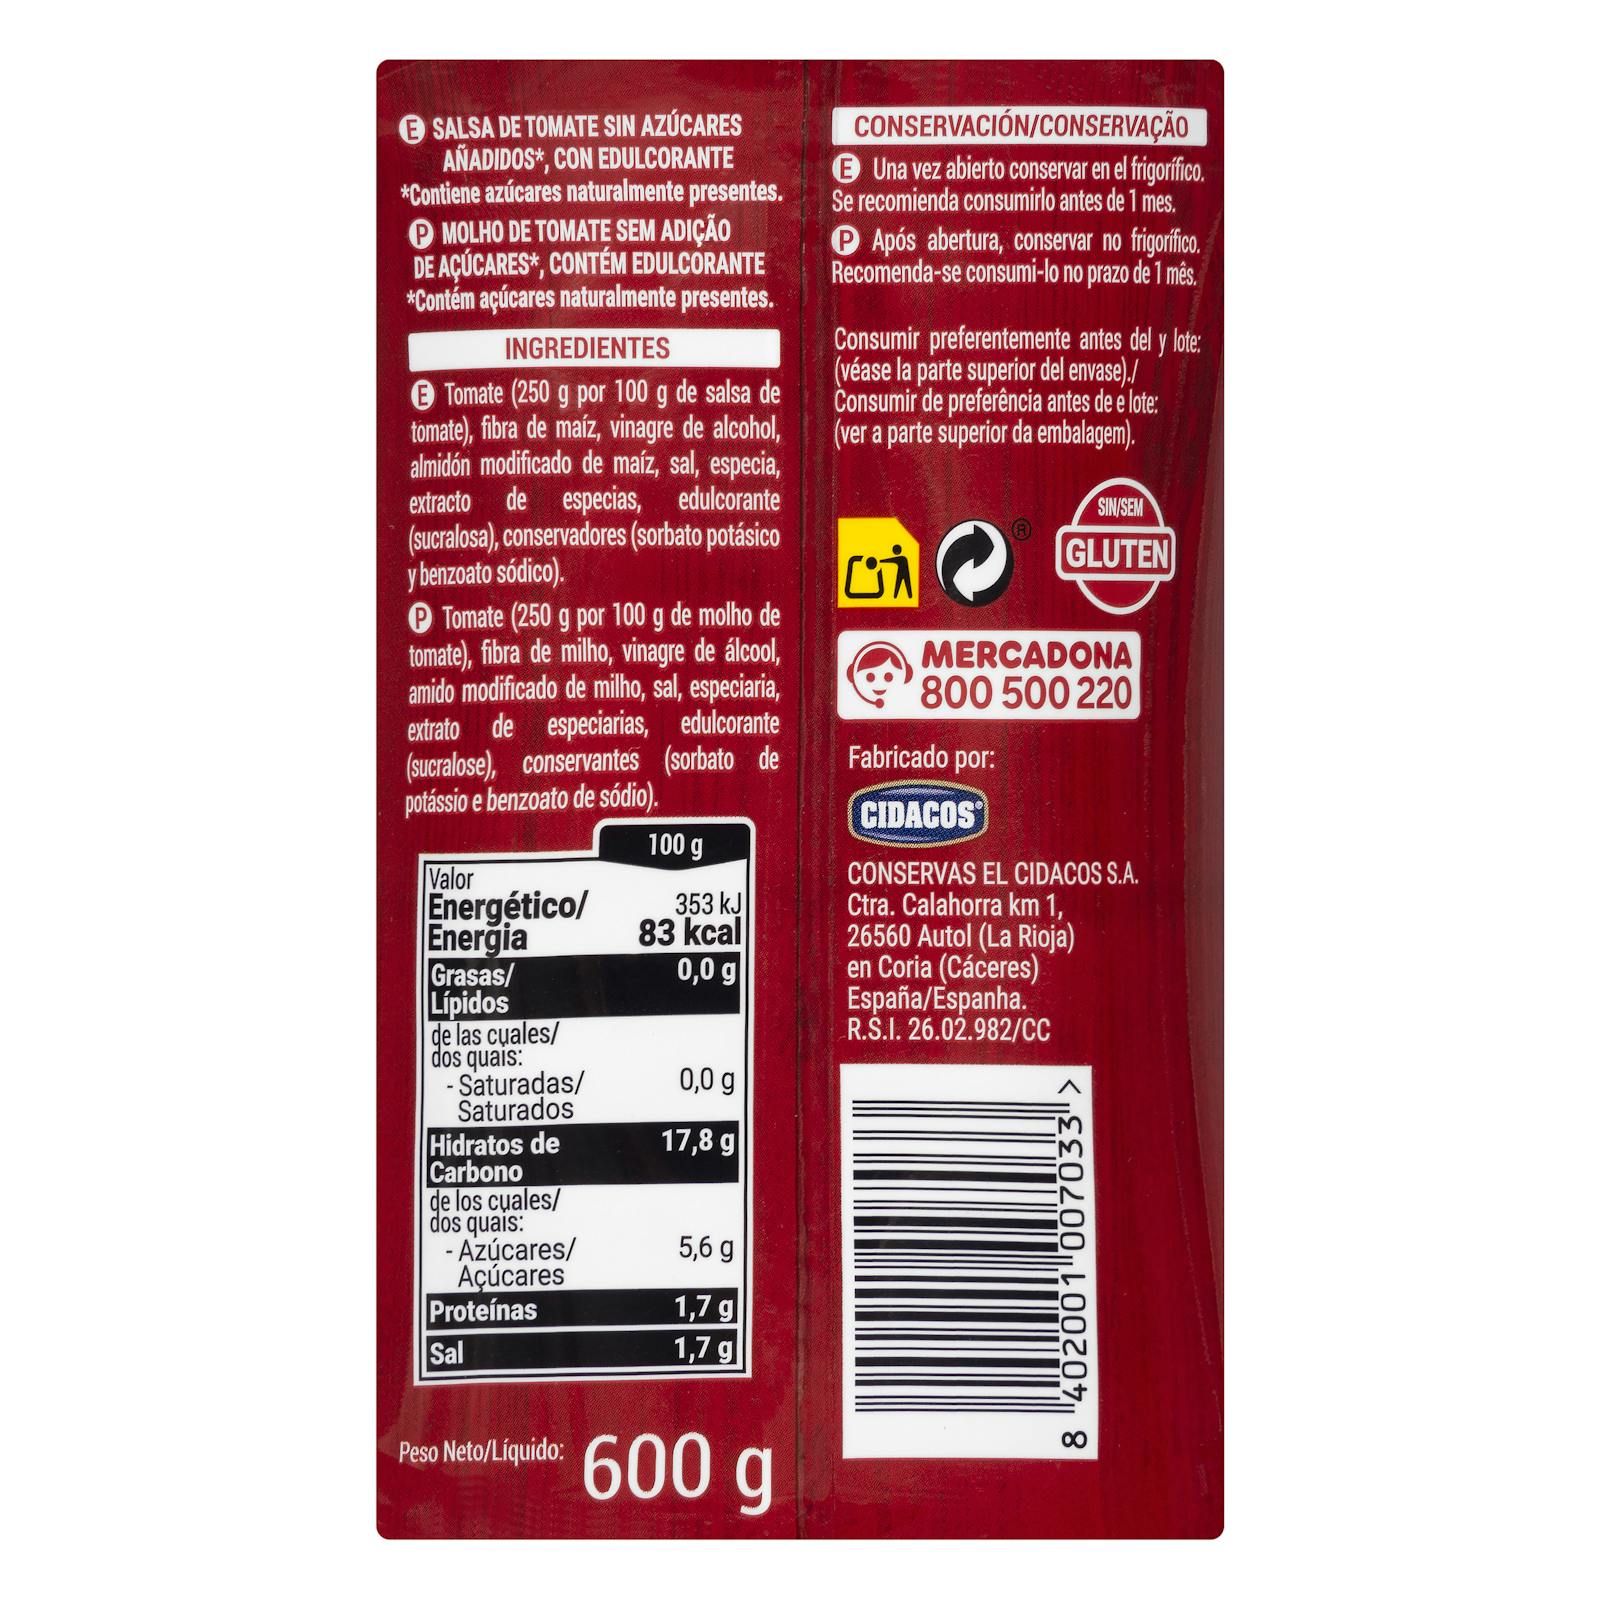 E SALSA DE TOMATE SIN AZÚCARES
AÑADIDOS*, CON EDULCORANTE
*Contiene azúcares naturalmente presentes.
P MOLHO DE TOMATE SEM ADIÇÃO
DE AÇÚCARES*, CONTÉM EDULCORANTE
*Contém açúcares naturalmente presentes.
INGREDIENTES
E Tomate (250 g por 100 g de salsa de
tomate), fibra de maíz, vinagre de alcohol,
almidón modificado de maíz, sal, especia,
extracto de especias, edulcorante
(sucralosa), conservadores (sorbato potásico
y benzoato sódico).
P Tomate (250 g por 100 g de molho de
tomate), fibra de milho, vinagre de álcool,
amido modificado de milho, sal, especiaria,
extrato de especiarias, edulcorante
(sucralose), conservantes (sorbato de
potássio e benzoato de sódio).
100 g
Valor
Energético/ 353 kJ
Energia 83 kcal
Grasas/ 0,0 g
Lípidos
de las cuales/
dos quais:
- Saturadas/ 0,0 g
Saturados
Hidratos de 17,8 g
Carbono
de los cuales/
dos quais:
- Azúcares/ 5,6 g
Açúcares
Proteínas 1,7 g
Sal 1,7 g
Peso Neto/Líquido: 600 g
CONSERVACIÓN/CONSERVAÇÃO
E Una vez abierto conservar en el frigorífico.
Se recomienda consumirlo antes de 1 mes.
P Após abertura, conservar no frigorífico.
Recomenda-se consumi-lo no prazo de 1 mês.
Consumir preferentemente antes del y lote:
(véase la parte superior del envase)./
Consumir de preferência antes de e lote:
(ver a parte superior da embalagem).
®
SIN/SEM
GLUTEN
MERCADONA
800 500 220
Fabricado por:
CIDACOS®
CONSERVAS EL CIDACOS S.A.
Ctra. Calahorra km 1,
26560 Autol (La Rioja)
en Coria (Cáceres)
España/Espanha.
R.S.I. 26.02.982/CC
8 402001 007033 >